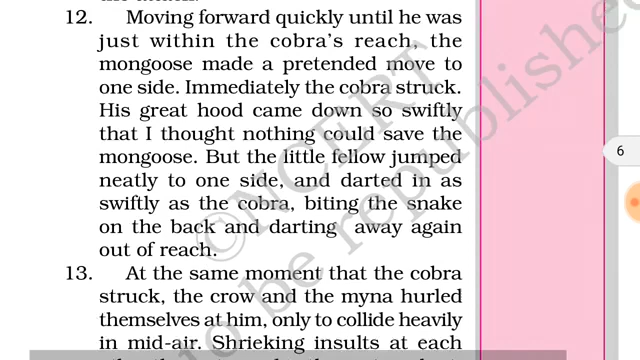 12. Moving forward quickly until he was
just within the cobra's reach, the
mongoose made a pretended move to
one side. Immediately the cobra struck.
His great hood came down so swiftly
that I thought nothing could save the
mongoose. But the little fellow jumped
neatly to one side, and darted in as
swiftly as the cobra, biting the snake
on the back and darting away again
out of reach.
13. At the same moment that the cobra
struck, the crow and the myna hurled
themselves at him, only to collide heavily
in mid-air. Shrieking insults at each
6
©NCERT
to be republished